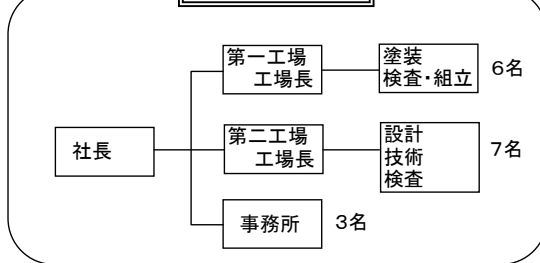 第一工場
工場長
塗装
検査・組立
6名
社長
第二工場
工場長
設計
技術
検査
7名
事務所
3名